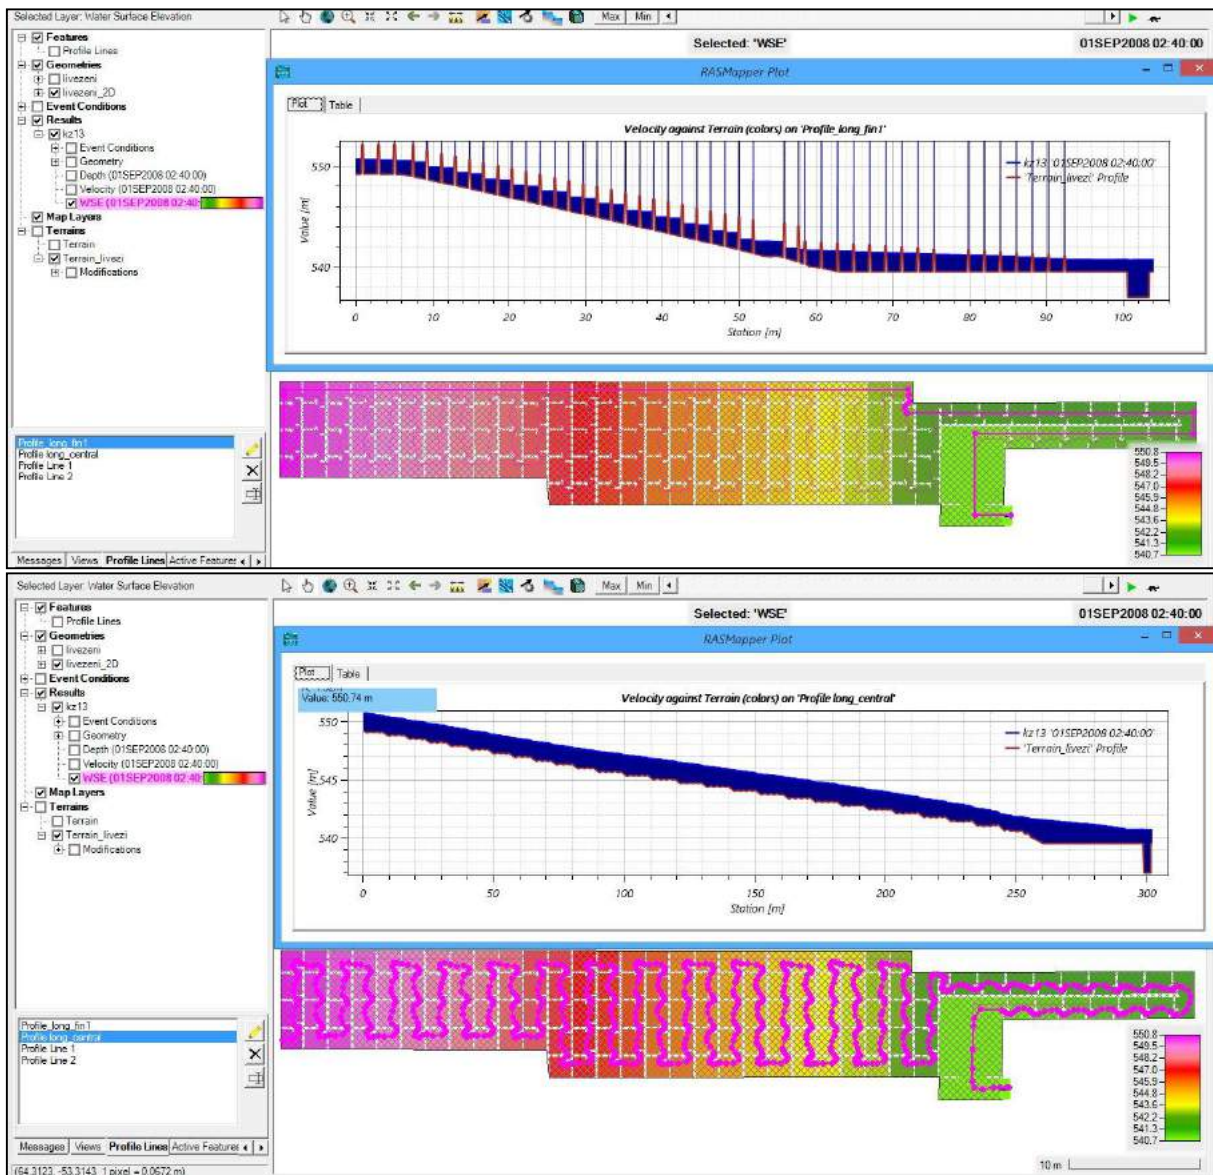 Selected Layer: Water Surface Elevation
Max
Min
Selected: 'WSE'
01SEP2008 02:40:00
Features
Profile Lines
Geometries
livezeni
livezeni_2D
Event Conditions
Results
kz13
Event Conditions
Geometry
Depth (01SEP2008 02:40:00)
Velocity (01SEP2008 02:40:00)
WSE (01SEP2008 02:40:
Map Layers
Terrains
Terrain
Terrain_livezi
Modifications
RASMapper Plot
Plot
Table
Velocity against Terrain (colors) on 'Profile_long_fin1'
kz13 '01SEP2008 02:40:00'
'Terrain_livezi' Profile
Value [m]
550
540
0 10 20 30 40 50 60 70 80 90 100
Station [m]
Profile_long_fin1
Profile long_central
Profile Line 1
Profile Line 2
550.8
549.5
548.2
547.0
545.9
544.8
543.6
542.2
541.3
540.7
Messages Views Profile Lines Active Features
Selected Layer: Water Surface Elevation
Max
Min
Selected: 'WSE'
01SEP2008 02:40:00
Features
Profile Lines
Geometries
livezeni
livezeni_2D
Event Conditions
Results
kz13
Event Conditions
Geometry
Depth (01SEP2008 02:40:00)
Velocity (01SEP2008 02:40:00)
WSE (01SEP2008 02:40:
Map Layers
Terrains
Terrain
Terrain_livezi
Modifications
RASMapper Plot
Plot
Table
Value: 550.74 m
Velocity against Terrain (colors) on 'Profile long_central'
kz13 '01SEP2008 02:40:00'
'Terrain_livezi' Profile
Value [m]
550
545
540
0 50 100 150 200 250 300
Station [m]
Profile_long_fin1
Profile long_central
Profile Line 1
Profile Line 2
550.8
549.5
548.2
547.0
545.9
544.8
543.6
542.2
541.3
540.7
10 m
Messages Views Profile Lines Active Features
(64.3123, -53.3143 1 pixel = 0.0672 m)